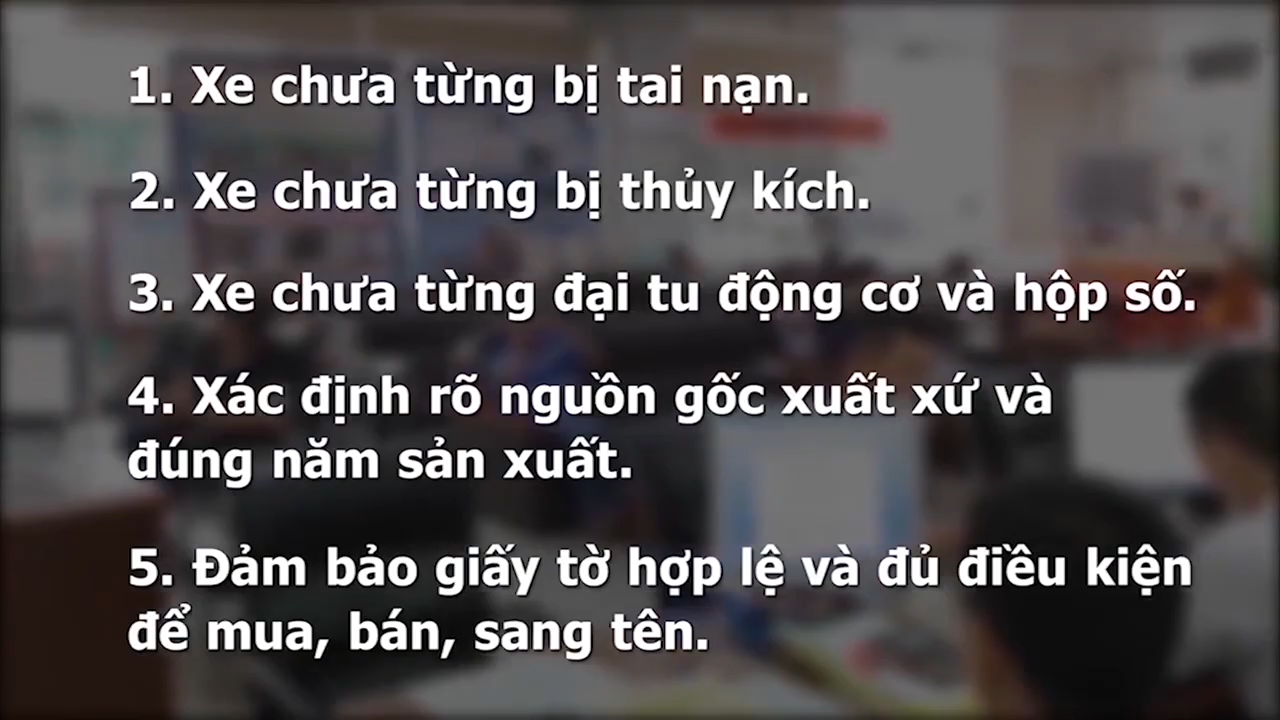 1. Xe chưa từng bị tai nạn.
2. Xe chưa từng bị thủy kích.
3. Xe chưa từng đại tu động cơ và hộp số.
4. Xác định rõ nguồn gốc xuất xứ và
đúng năm sản xuất.
5. Đảm bảo giấy tờ hợp lệ và đủ điều kiện
để mua, bán, sang tên.